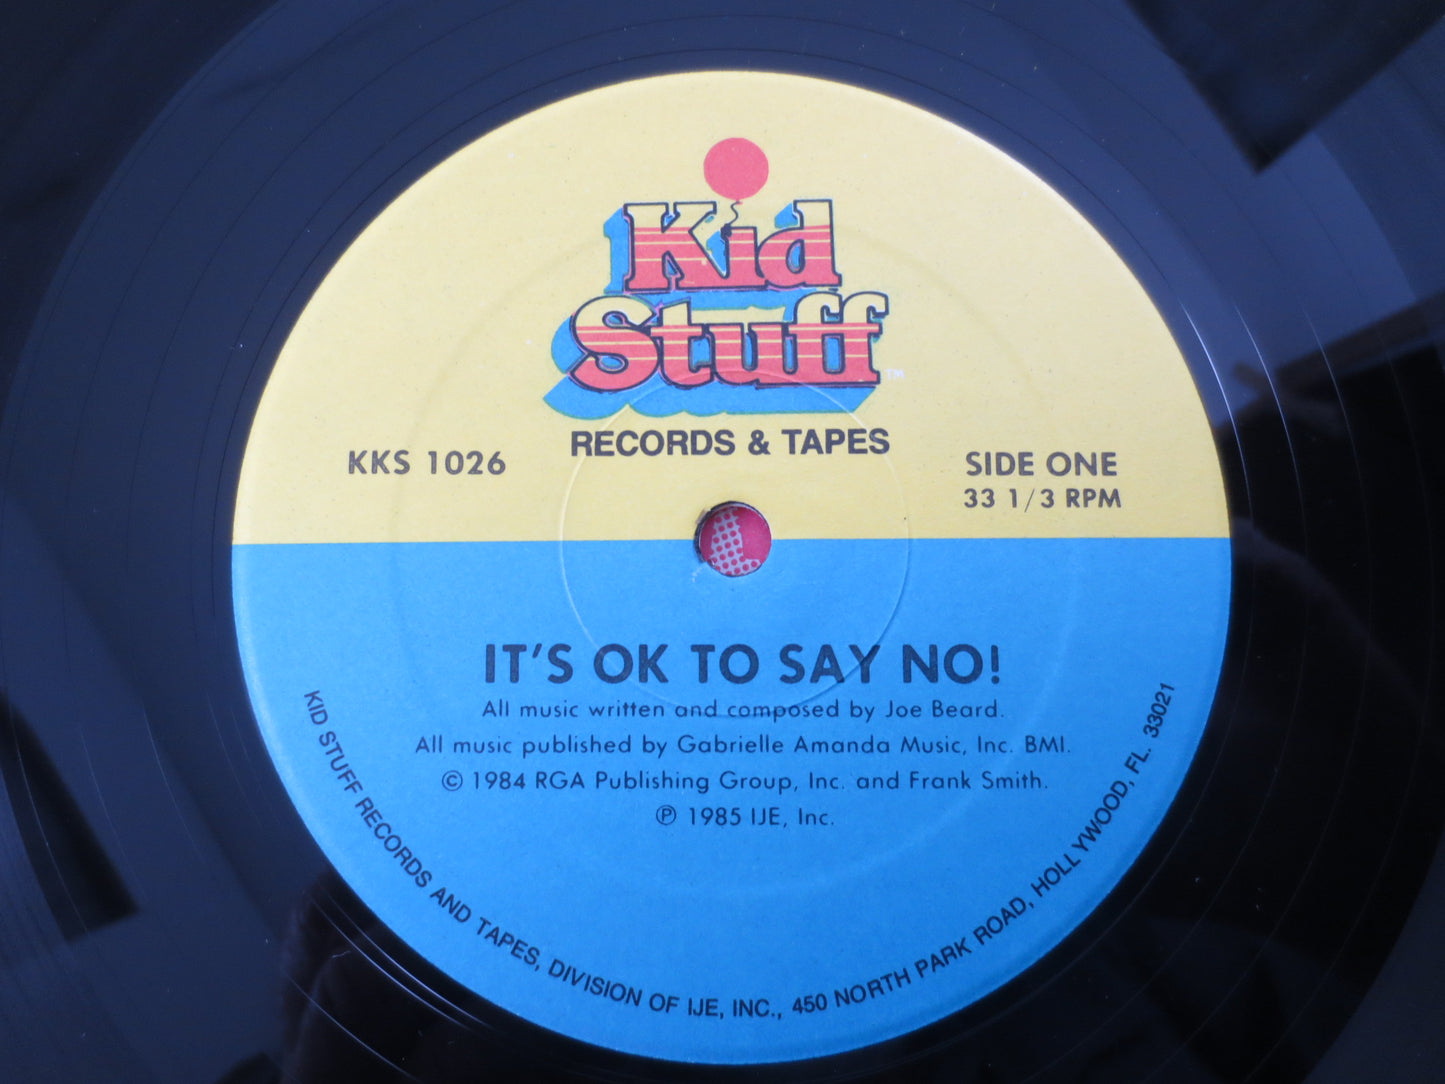 Kid
Stuff™
RECORDS & TAPES
KKS 1026
SIDE ONE
33 1/3 RPM
IT'S OK TO SAY NO!
All music written and composed by Joe Beard.
All music published by Gabrielle Amanda Music, Inc. BMI.
© 1984 RGA Publishing Group, Inc. and Frank Smith.
℗ 1985 IJE, Inc.
KID STUFF RECORDS AND TAPES, DIVISION OF IJE, INC., 450 NORTH PARK ROAD, HOLLYWOOD, FL. 33021